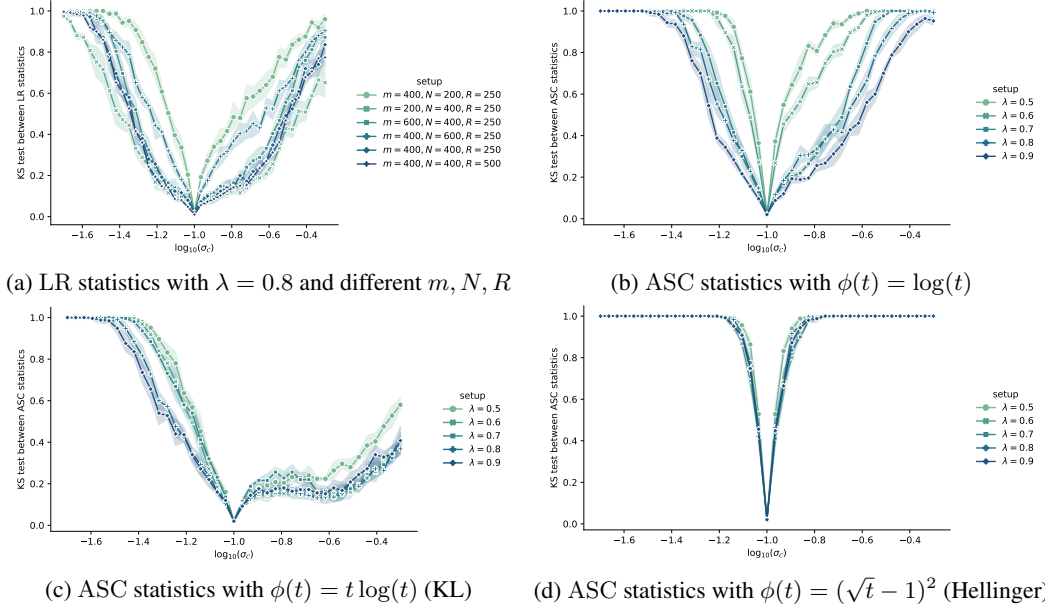 KS test between LR statistics
1.0
0.8
0.6
0.4
0.2
0.0
−1.6 −1.4 −1.2 −1.0 −0.8 −0.6 −0.4
log₁₀(σ_C)
setup
m = 400, N = 200, R = 250
m = 200, N = 400, R = 250
m = 600, N = 400, R = 250
m = 400, N = 600, R = 250
m = 400, N = 400, R = 250
m = 400, N = 400, R = 500
(a) LR statistics with λ = 0.8 and different m, N, R
KS test between ASC statistics
1.0
0.8
0.6
0.4
0.2
0.0
−1.6 −1.4 −1.2 −1.0 −0.8 −0.6 −0.4
log₁₀(σ_C)
setup
λ = 0.5
λ = 0.6
λ = 0.7
λ = 0.8
λ = 0.9
(b) ASC statistics with ϕ(t) = log(t)
KS test between ASC statistics
1.0
0.8
0.6
0.4
0.2
0.0
−1.6 −1.4 −1.2 −1.0 −0.8 −0.6 −0.4
log₁₀(σ_C)
setup
λ = 0.5
λ = 0.6
λ = 0.7
λ = 0.8
λ = 0.9
(c) ASC statistics with ϕ(t) = t log(t) (KL)
KS test between ASC statistics
1.0
0.8
0.6
0.4
0.2
0.0
−1.6 −1.4 −1.2 −1.0 −0.8 −0.6 −0.4
log₁₀(σ_C)
setup
λ = 0.5
λ = 0.6
λ = 0.7
λ = 0.8
λ = 0.9
(d) ASC statistics with ϕ(t) = (√t − 1)² (Hellinger)